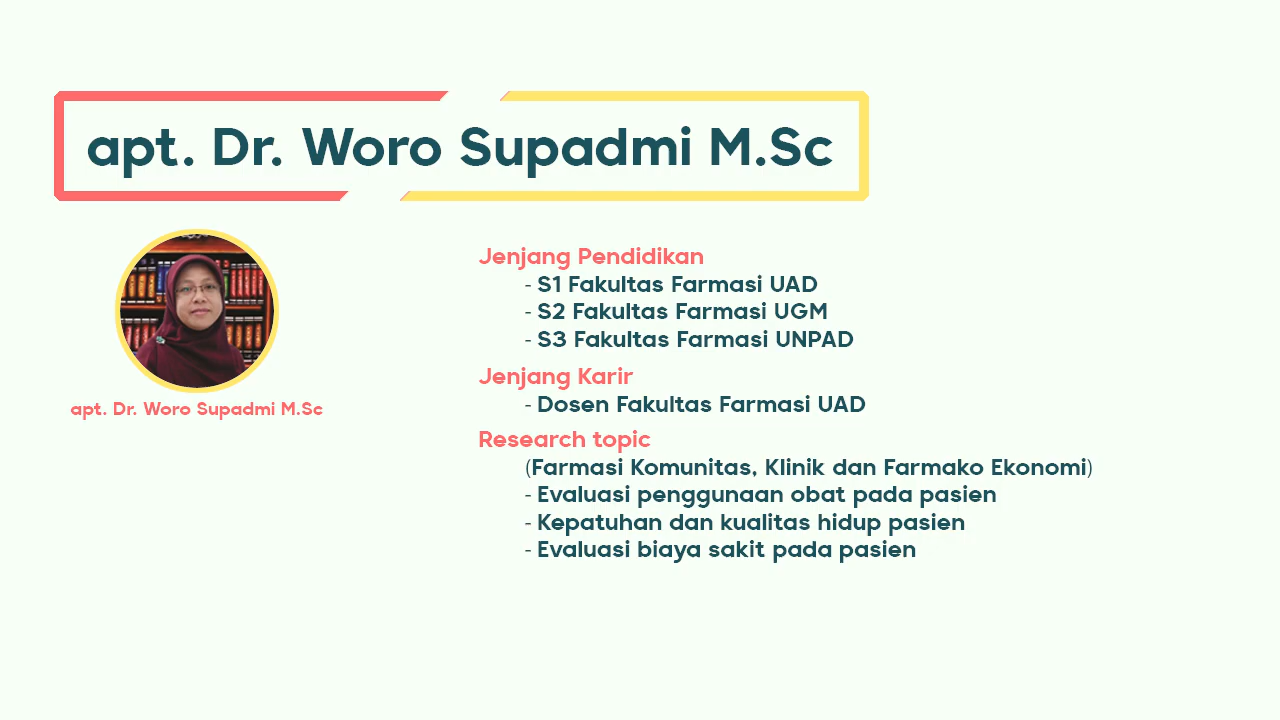 apt. Dr. Woro Supadmi M.Sc
apt. Dr. Woro Supadmi M.Sc
Jenjang Pendidikan
- S1 Fakultas Farmasi UAD
- S2 Fakultas Farmasi UGM
- S3 Fakultas Farmasi UNPAD
Jenjang Karir
- Dosen Fakultas Farmasi UAD
Research topic
(Farmasi Komunitas, Klinik dan Farmako Ekonomi)
- Evaluasi penggunaan obat pada pasien
- Kepatuhan dan kualitas hidup pasien
- Evaluasi biaya sakit pada pasien